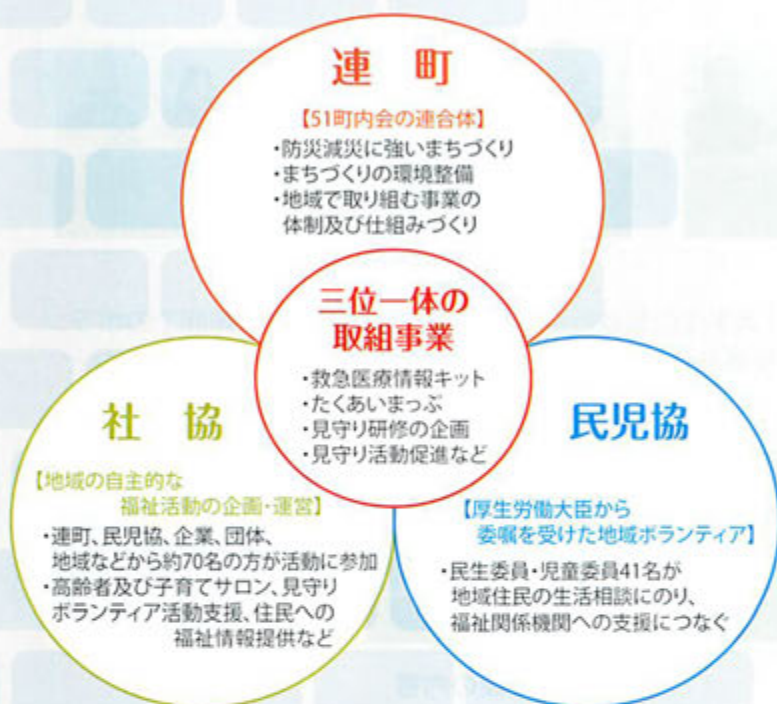 連 町
【51町内会の連合体】
・防災減災に強いまちづくり
・まちづくりの環境整備
・地域で取り組む事業の
体制及び仕組みづくり
三位一体の
取組事業
・救急医療情報キット
・たくあいまっぷ
・見守り研修の企画
・見守り活動促進など
社 協
【地域の自主的な
福祉活動の企画・運営】
・連町、民児協、企業、団体、
地域などから約70名の方が活動に参加
・高齢者及び子育てサロン、見守り
ボランティア活動支援、住民への
福祉情報提供など
民児協
【厚生労働大臣から
委嘱を受けた地域ボランティア】
・民生委員・児童委員41名が
地域住民の生活相談にのり、
福祉関係機関への支援につなぐ